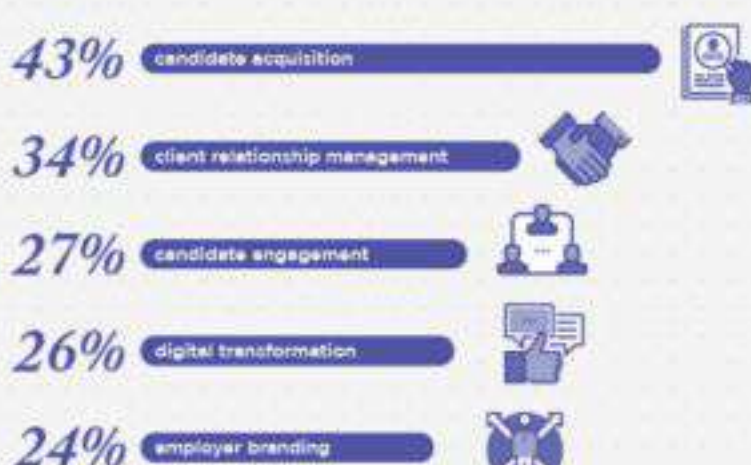 43% candidate acquisition
34% client relationship management
27% candidate engagement
26% digital transformation
24% employer branding